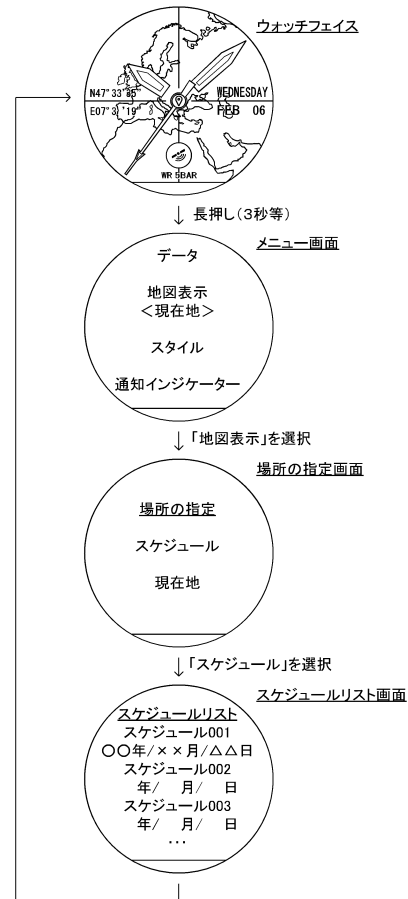 ウォッチフェイス
N47°33'35"
WEDNESDAY
E07°3 '19"
FEB 06
WR 5BAR
長押し(3秒等)
メニュー画面
データ
地図表示
<現在地>
スタイル
通知インジケーター
「地図表示」を選択
場所の指定画面
場所の指定
スケジュール
現在地
「スケジュール」を選択
スケジュールリスト画面
スケジュールリスト
スケジュール001
〇〇年/××月/△△日
スケジュール002
年/ 月/ 日
スケジュール003
年/ 月/ 日
...